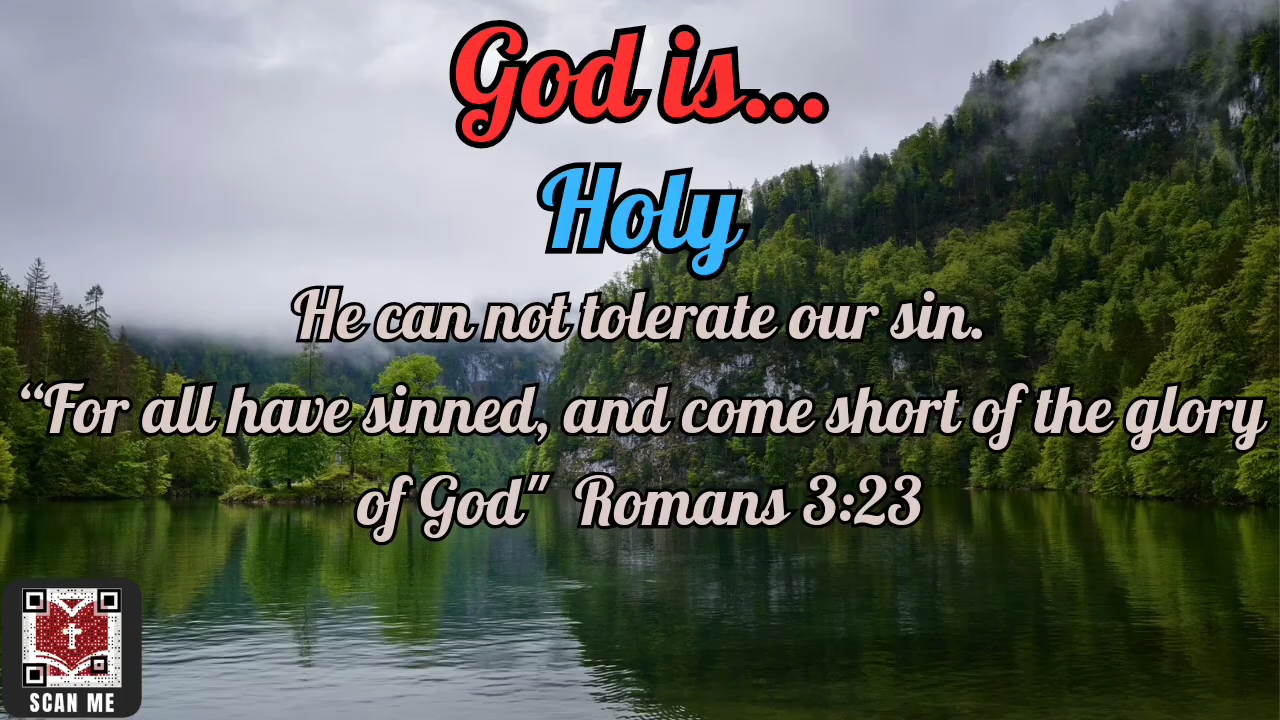 God is...
Holy
He can not tolerate our sin.
“For all have sinned, and come short of the glory
of God"  Romans 3:23
SCAN ME